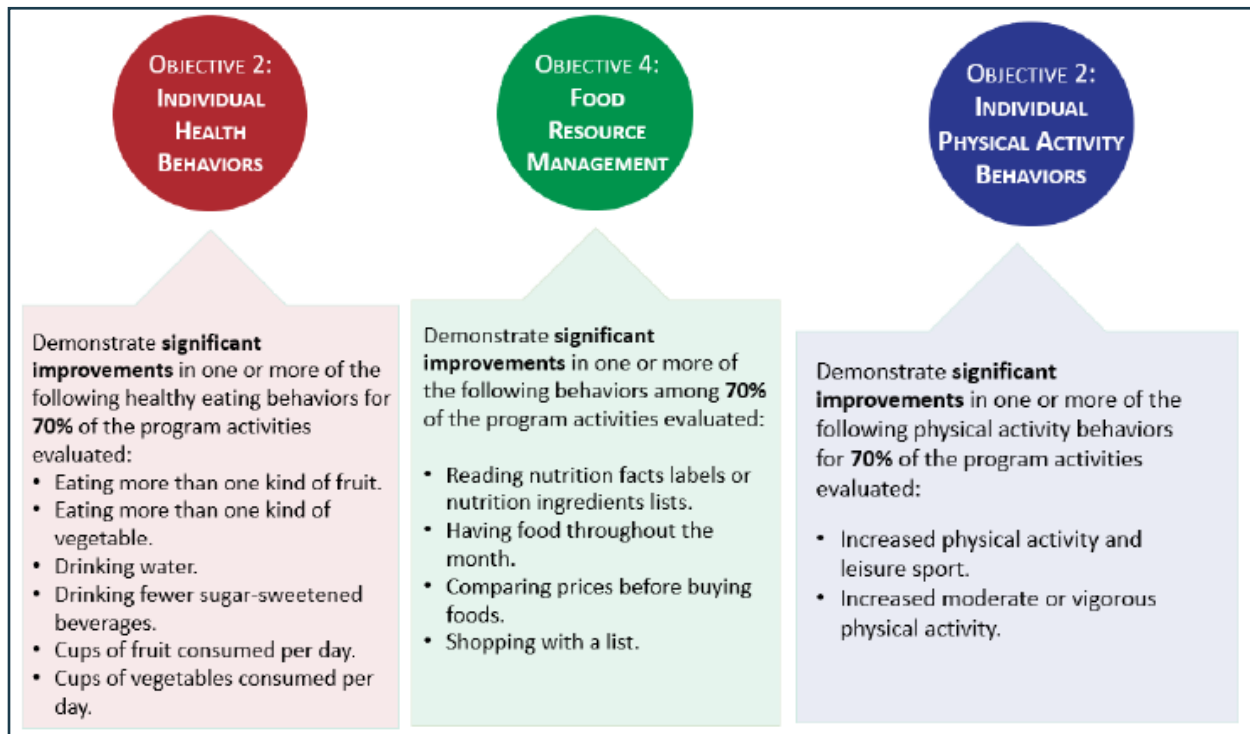 OBJECTIVE 2:
INDIVIDUAL
HEALTH
BEHAVIORS
Demonstrate significant
improvements in one or more of the
following healthy eating behaviors for
70% of the program activities
evaluated:
• Eating more than one kind of fruit.
• Eating more than one kind of
vegetable.
• Drinking water.
• Drinking fewer sugar-sweetened
beverages.
• Cups of fruit consumed per day.
• Cups of vegetables consumed per
day.
OBJECTIVE 4:
FOOD
RESOURCE
MANAGEMENT
Demonstrate significant
improvements in one or more of
the following behaviors among 70%
of the program activities evaluated:
• Reading nutrition facts labels or
nutrition ingredients lists.
• Having food throughout the
month.
• Comparing prices before buying
foods.
• Shopping with a list.
OBJECTIVE 2:
INDIVIDUAL
PHYSICAL ACTIVITY
BEHAVIORS
Demonstrate significant
improvements in one or more of the
following physical activity behaviors
for 70% of the program activities
evaluated:
• Increased physical activity and
leisure sport.
• Increased moderate or vigorous
physical activity.